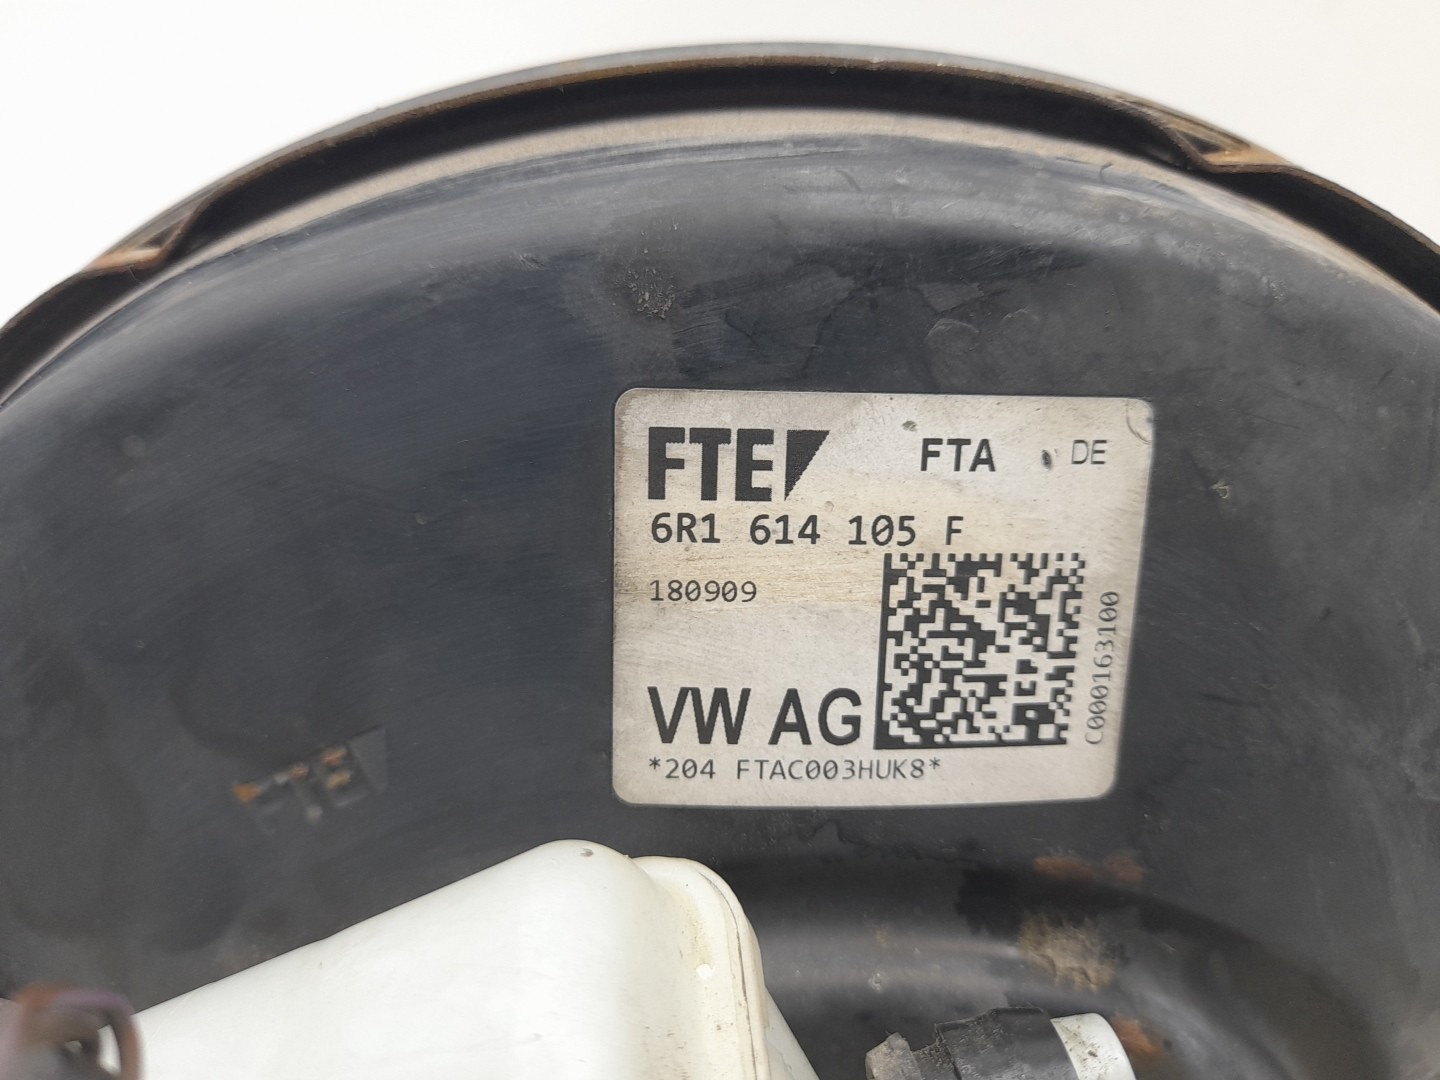 FTE FTA DE
6R1 614 105 F
180909
C000163100
VW AG
*204 FTAC003HUK8*
FTE